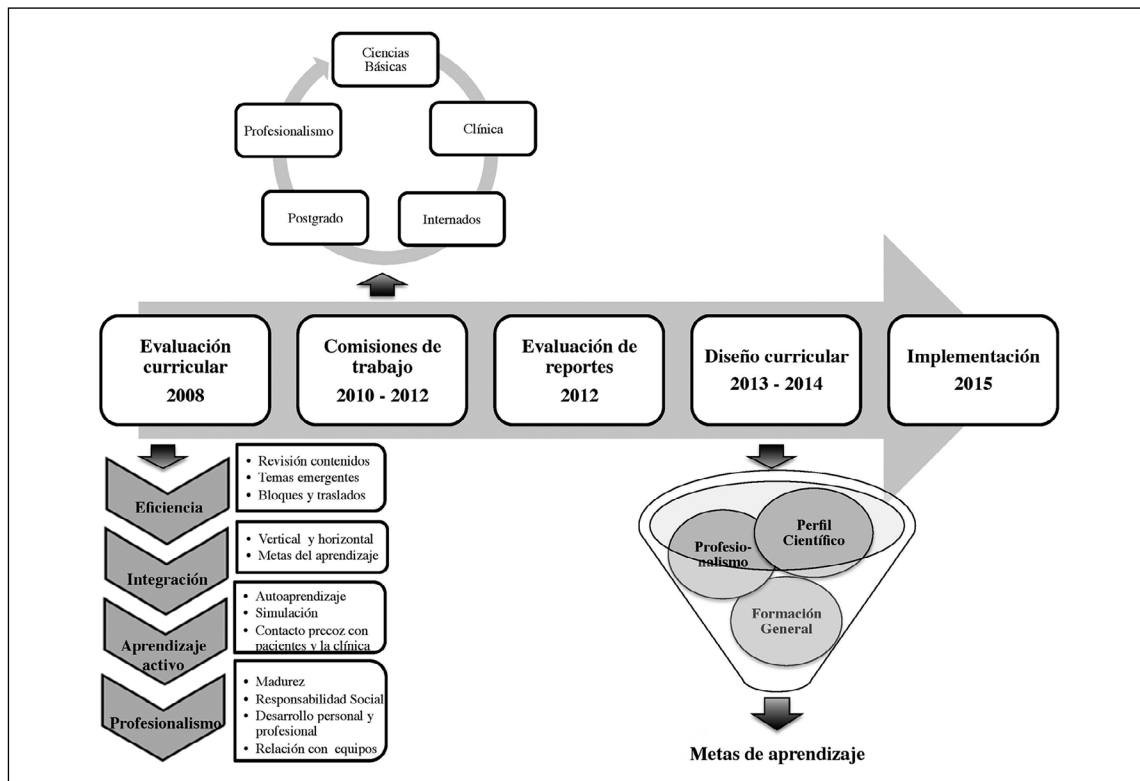 Ciencias
Básicas
Profesionalismo
Clínica
Postgrado
Internados
Evaluación
curricular
2008
Comisiones de
trabajo
2010 - 2012
Evaluación de
reportes
2012
Diseño curricular
2013 - 2014
Implementación
2015
Eficiencia
• Revisión contenidos
• Temas emergentes
• Bloques y traslados
Integración
• Vertical y horizontal
• Metas del aprendizaje
Aprendizaje
activo
• Autoaprendizaje
• Simulación
• Contacto precoz con
pacientes y la clínica
Profesionalismo
• Madurez
• Responsabilidad Social
• Desarrollo personal y
profesional
• Relación con equipos
Perfil
Científico
Profesio-
nalismo
Formación
General
Metas de aprendizaje